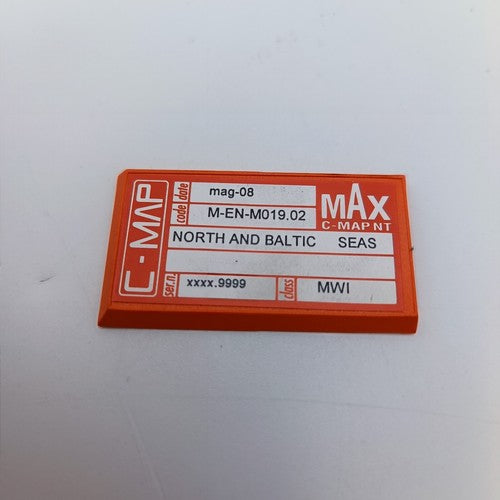 C-MAP
date mag-08
code M-EN-M019.02
MAX
C-MAP NT
NORTH AND BALTIC SEAS
ser.n xxxx.9999
class MWI